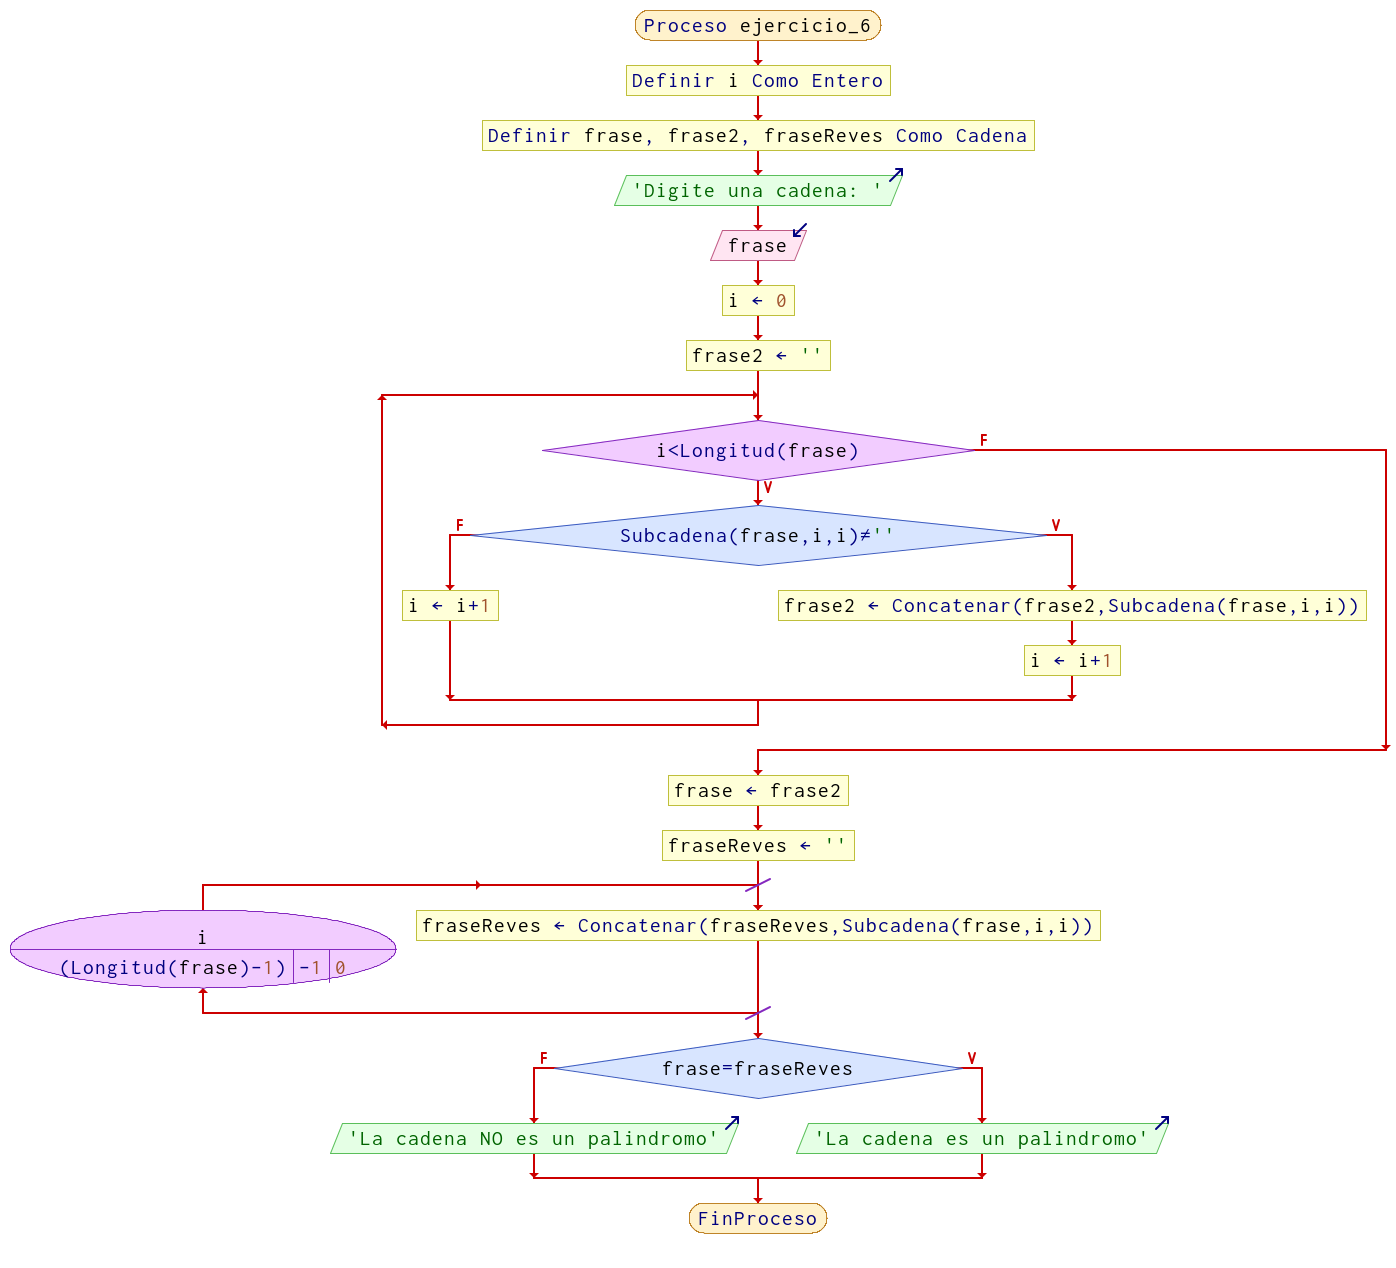 Proceso ejercicio_6
Definir i Como Entero
Definir frase, frase2, fraseReves Como Cadena
'Digite una cadena: '
frase
i ← 0
frase2 ← ''
i<Longitud(frase)
F
V
Subcadena(frase,i,i)≠''
F
V
i ← i+1
frase2 ← Concatenar(frase2,Subcadena(frase,i,i))
i ← i+1
frase ← frase2
fraseReves ← ''
i
(Longitud(frase)-1) -1 0
fraseReves ← Concatenar(fraseReves,Subcadena(frase,i,i))
frase=fraseReves
F
V
'La cadena NO es un palindromo'
'La cadena es un palindromo'
FinProceso